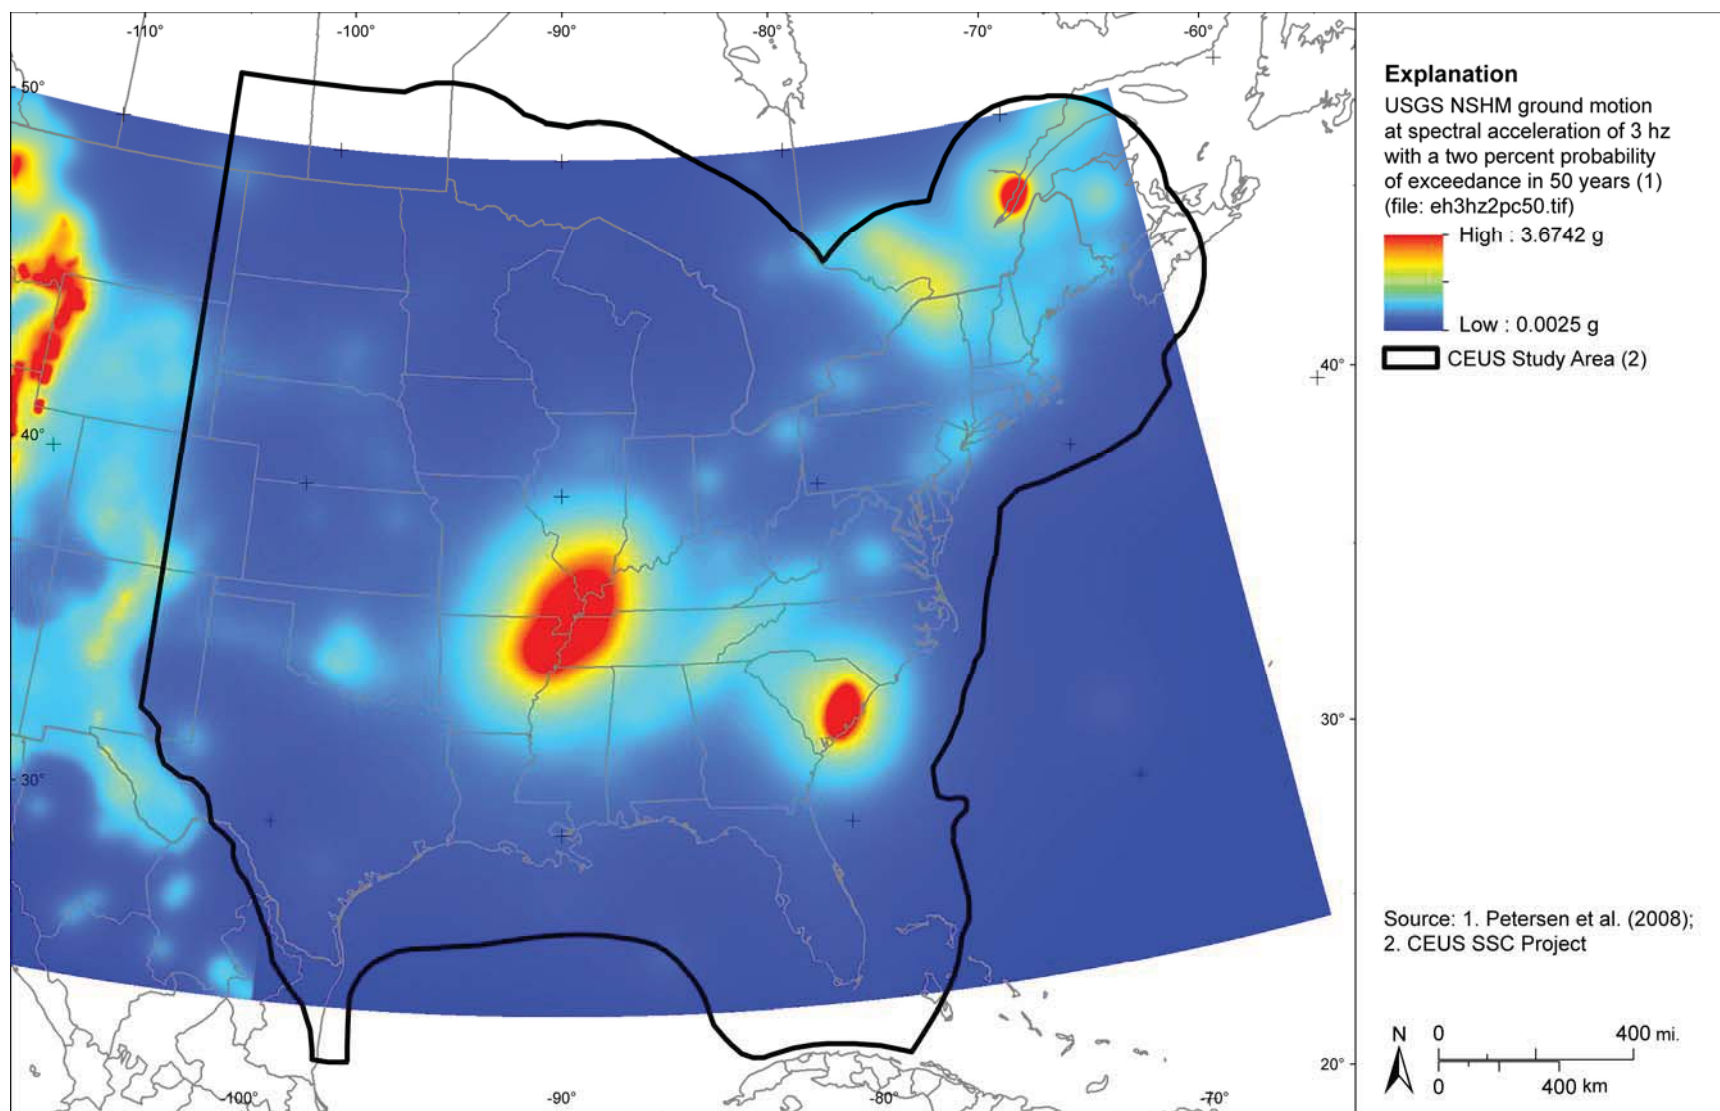 -110°
-100°
-90°
-80°
-70°
-60°
50°
40°
30°
40°
30°
20°
-100°
-90°
-80°
-70°
Explanation
USGS NSHM ground motion
at spectral acceleration of 3 hz
with a two percent probability
of exceedance in 50 years (1)
(file: eh3hz2pc50.tif)
High : 3.6742 g
Low : 0.0025 g
CEUS Study Area (2)
Source: 1. Petersen et al. (2008);
2. CEUS SSC Project
N
0 400 mi.
0 400 km